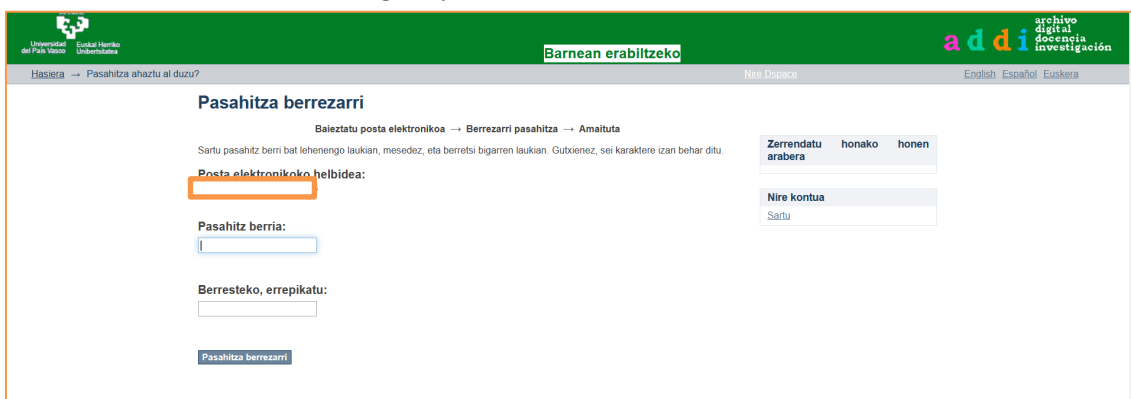 Universidad
del País Vasco
Euskal Herriko
Unibertsitatea
Barnean erabiltzeko
addi
archivo
digital
docencia
investigación
Hasiera → Pasahitza ahaztu al duzu?
Nire Dspace
English Español Euskera
Pasahitza berrezarri
Baieztatu posta elektronikoa → Berrezarri pasahitza → Amaituta
Sartu pasahitz berri bat lehenengo laukian, mesedez, eta berretsi bigarren laukian. Gutxienez, sei karaktere izan behar ditu.
Posta elektronikoko helbidea:
Pasahitz berria:
Berresteko, errepikatu:
Pasahitza berrezarri
Zerrendatu honako honen
arabera
Nire kontua
Sartu